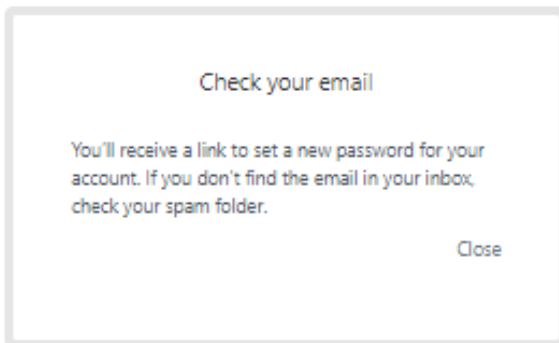 Check your email
You'll receive a link to set a new password for your
account. If you don't find the email in your inbox,
check your spam folder.
Close